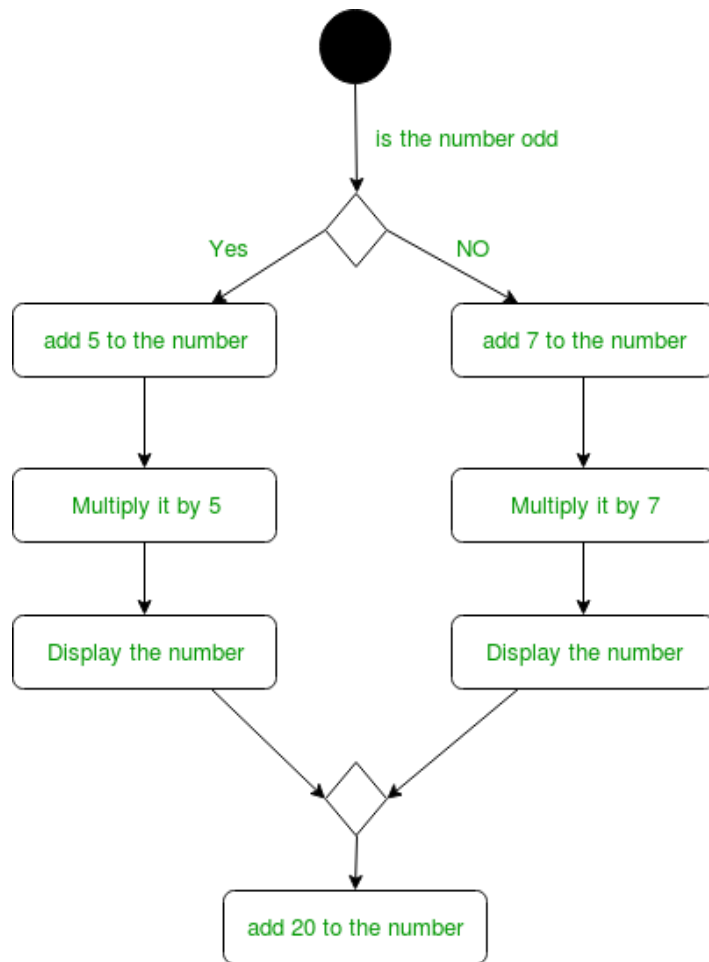 is the number odd
Yes
NO
add 5 to the number
add 7 to the number
Multiply it by 5
Multiply it by 7
Display the number
Display the number
add 20 to the number